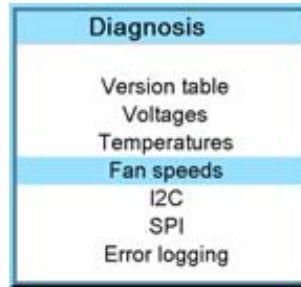 Diagnosis
Version table
Voltages
Temperatures
Fan speeds
I2C
SPI
Error logging